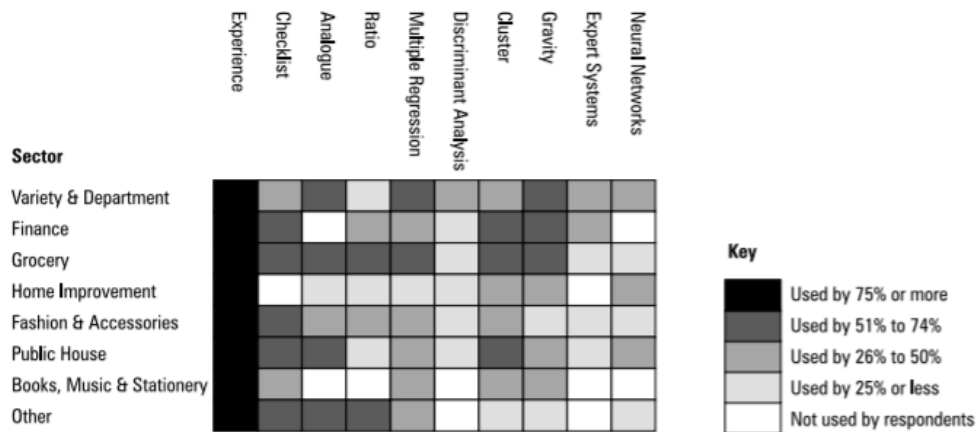 Experience
Checklist
Analogue
Ratio
Multiple Regression
Discriminant Analysis
Cluster
Gravity
Expert Systems
Neural Networks
Sector
Variety & Department
Finance
Grocery
Home Improvement
Fashion & Accessories
Public House
Books, Music & Stationery
Other
Key
Used by 75% or more
Used by 51% to 74%
Used by 26% to 50%
Used by 25% or less
Not used by respondents